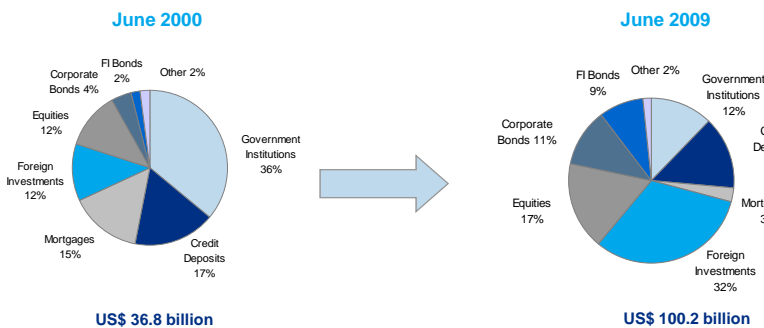 June 2000
June 2009
FI Bonds
2%
Other 2%
Corporate
Bonds 4%
Equities
12%
Foreign
Investments
12%
Mortgages
15%
Credit
Deposits
17%
Government
Institutions
36%
US$ 36.8 billion
FI Bonds
9%
Other 2%
Government
Institutions
12%
Corporate
Bonds 11%
Equities
17%
Foreign
Investments
32%
US$ 100.2 billion